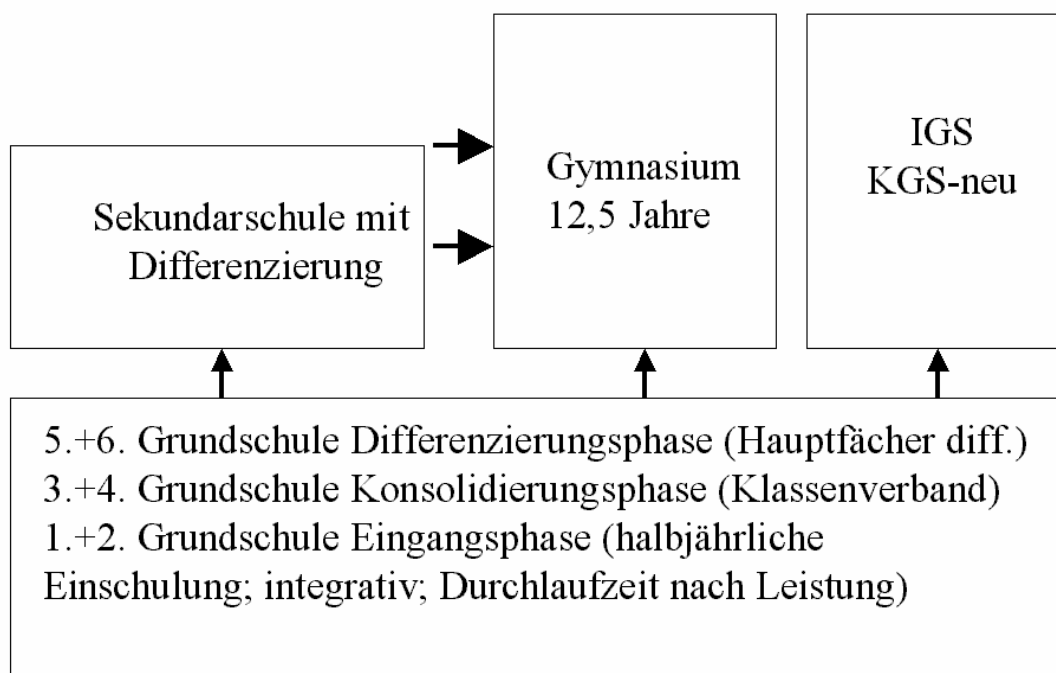 Sekundarschule mit
Differenzierung
Gymnasium
12,5 Jahre
IGS
KGS-neu
5.+6. Grundschule Differenzierungsphase (Hauptfächer diff.)
3.+4. Grundschule Konsolidierungsphase (Klassenverband)
1.+2. Grundschule Eingangsphase (halbjährliche
Einschulung; integrativ; Durchlaufzeit nach Leistung)